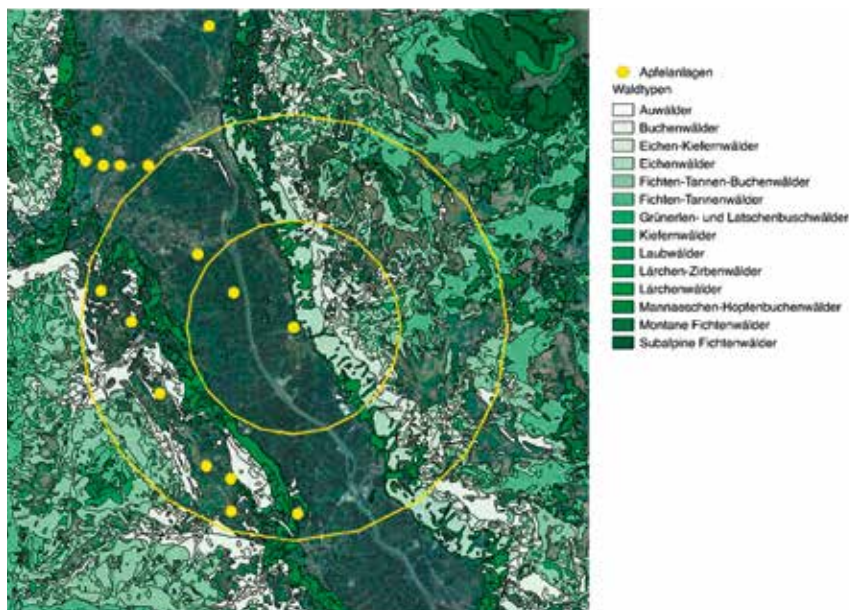 Apfelanlagen
Waldtypen
Auwälder
Buchenwälder
Eichen-Kiefernwälder
Eichenwälder
Fichten-Tannen-Buchenwälder
Fichten-Tannenwälder
Grünerlen- und Latschenbuschwälder
Kiefernwälder
Laubwälder
Lärchen-Zirbenwälder
Lärchenwälder
Mannaeschen-Hopfenbuchenwälder
Montane Fichtenwälder
Subalpine Fichtenwälder